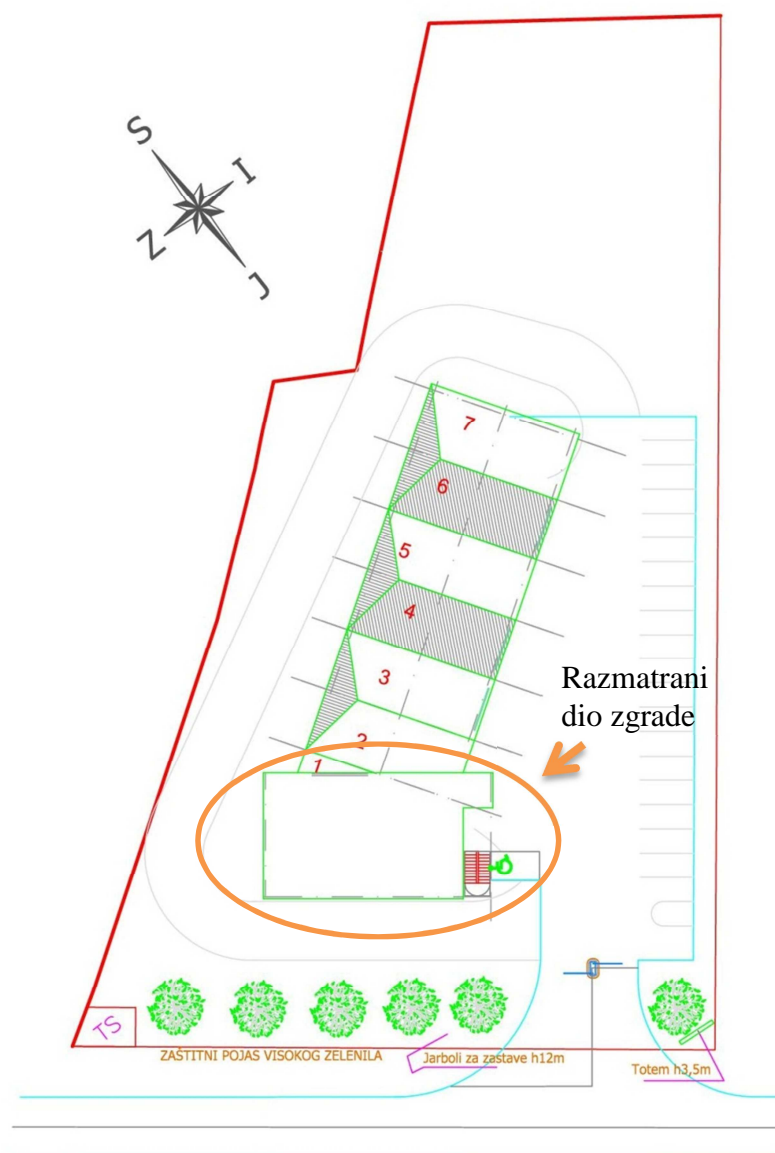 S
I
Z
J
7
6
5
4
3
2
1
Razmatrani
dio zgrade
TS
ZAŠTITNI POJAS VISOKOG ZELENILA
Jarboli za zastave h12m
Totem h3,5m